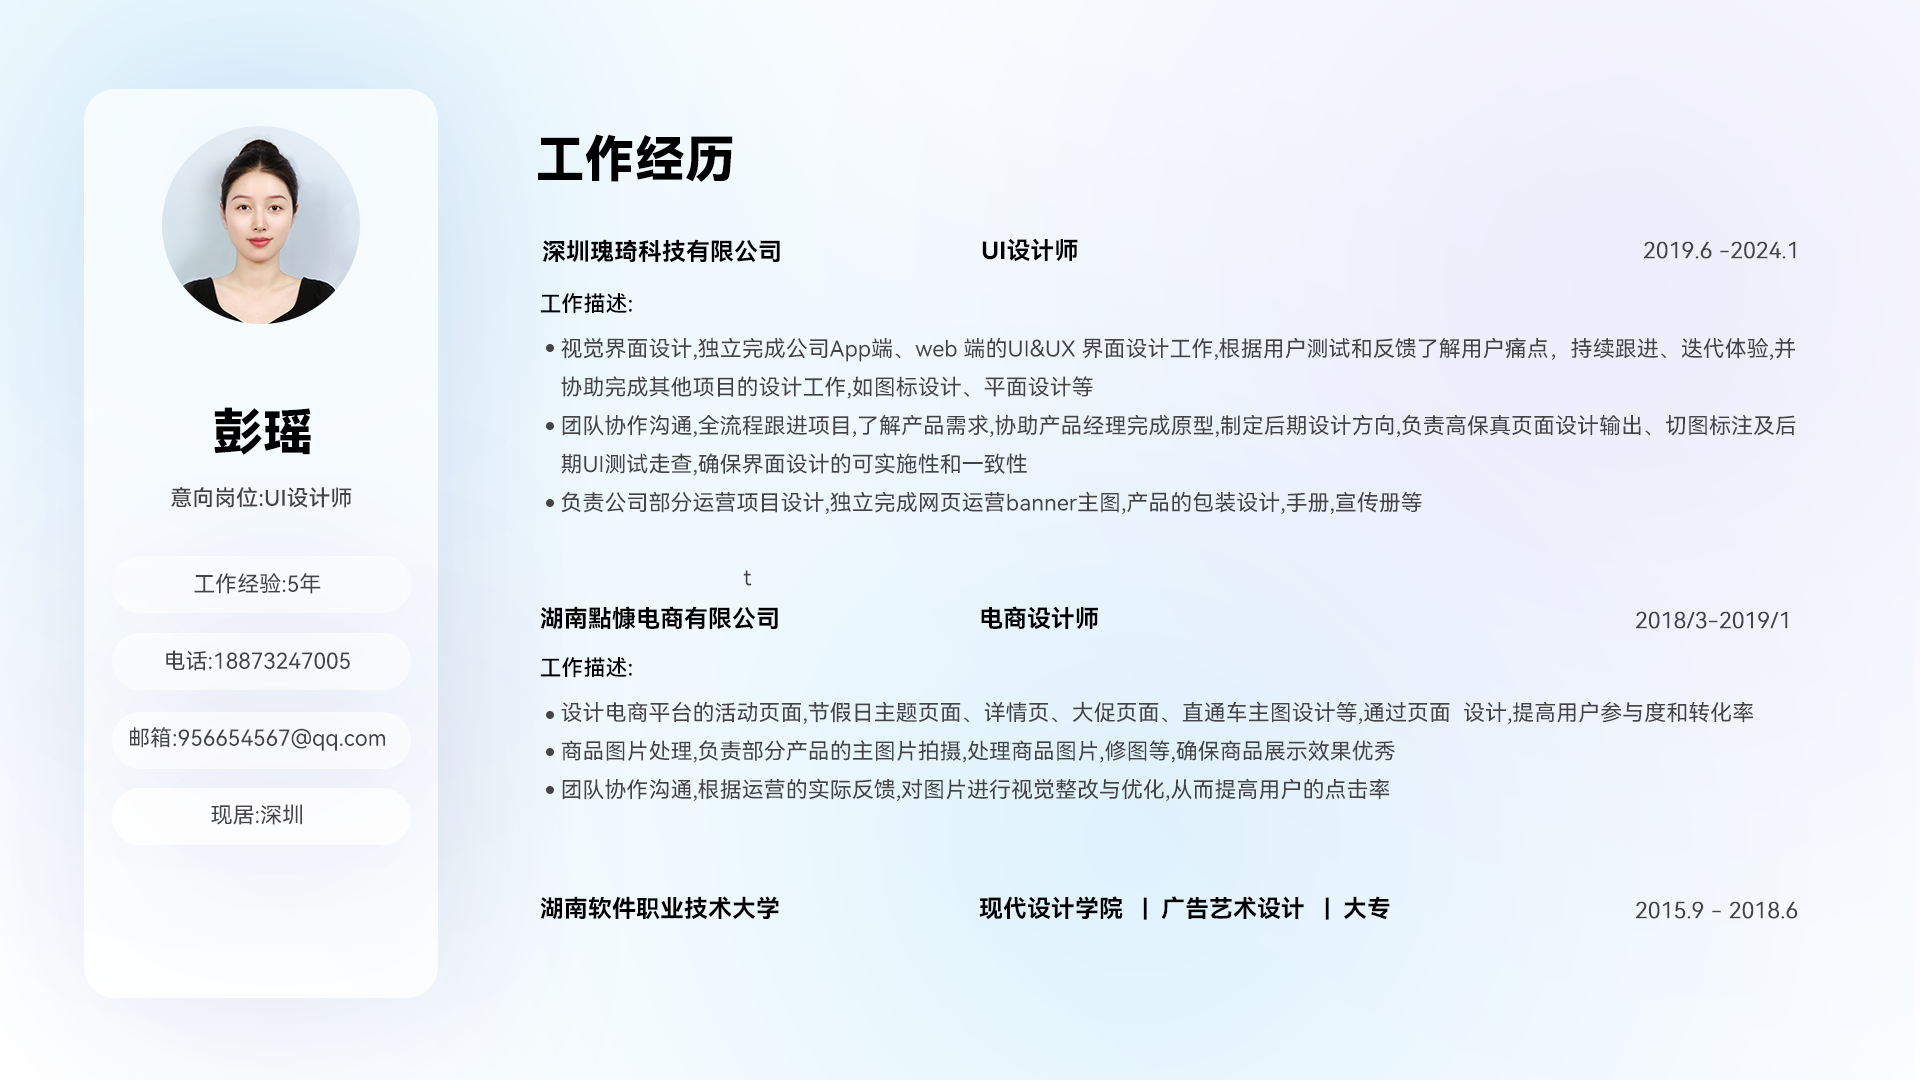 彭瑶
意向岗位:UI设计师
工作经验:5年
电话:18873247005
邮箱:956654567@qq.com
现居:深圳
工作经历
深圳瑰琦科技有限公司 UI设计师 2019.6 -2024.1
工作描述:
• 视觉界面设计,独立完成公司App端、web 端的UI&UX 界面设计工作,根据用户测试和反馈了解用户痛点，持续跟进、迭代体验,并
协助完成其他项目的设计工作,如图标设计、平面设计等
• 团队协作沟通,全流程跟进项目,了解产品需求,协助产品经理完成原型,制定后期设计方向,负责高保真页面设计输出、切图标注及后
期UI测试走查,确保界面设计的可实施性和一致性
• 负责公司部分运营项目设计,独立完成网页运营banner主图,产品的包装设计,手册,宣传册等
t
湖南點慷电商有限公司 电商设计师 2018/3-2019/1
工作描述:
• 设计电商平台的活动页面,节假日主题页面、详情页、大促页面、直通车主图设计等,通过页面 设计,提高用户参与度和转化率
• 商品图片处理,负责部分产品的主图片拍摄,处理商品图片,修图等,确保商品展示效果优秀
• 团队协作沟通,根据运营的实际反馈,对图片进行视觉整改与优化,从而提高用户的点击率
湖南软件职业技术大学 现代设计学院 | 广告艺术设计 | 大专 2015.9 - 2018.6